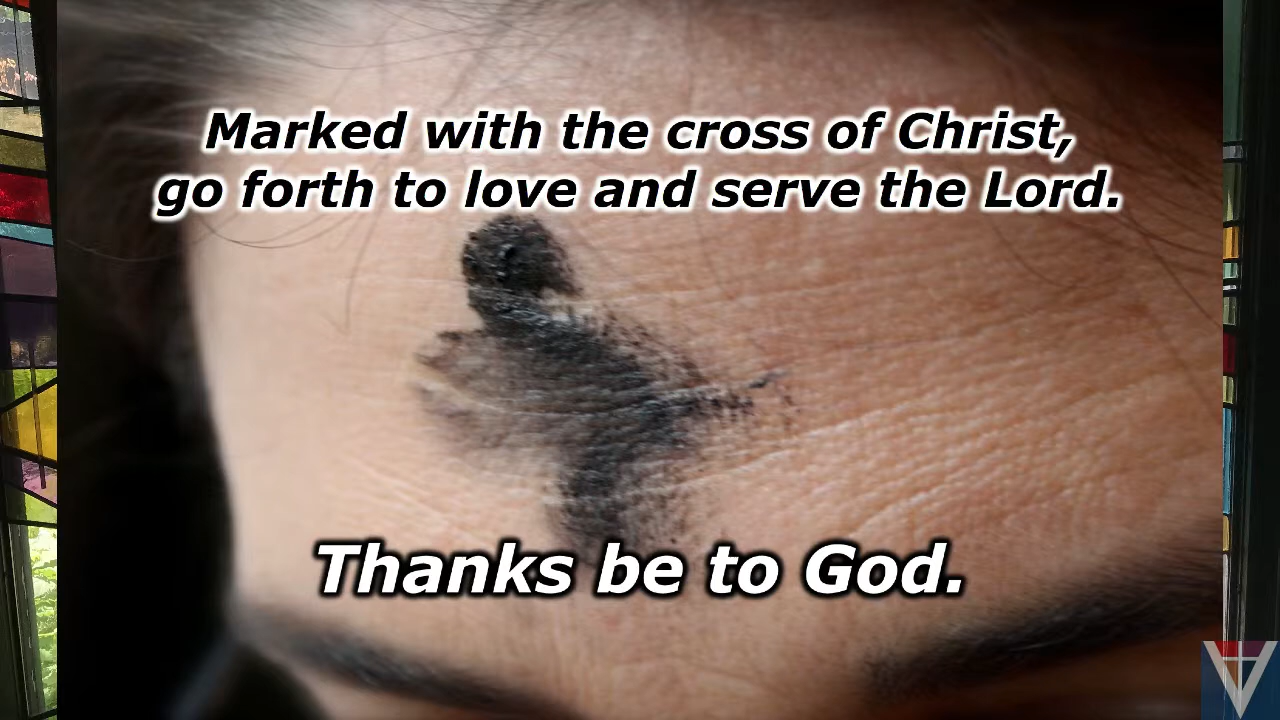 Marked with the cross of Christ,
go forth to love and serve the Lord.
Thanks be to God.